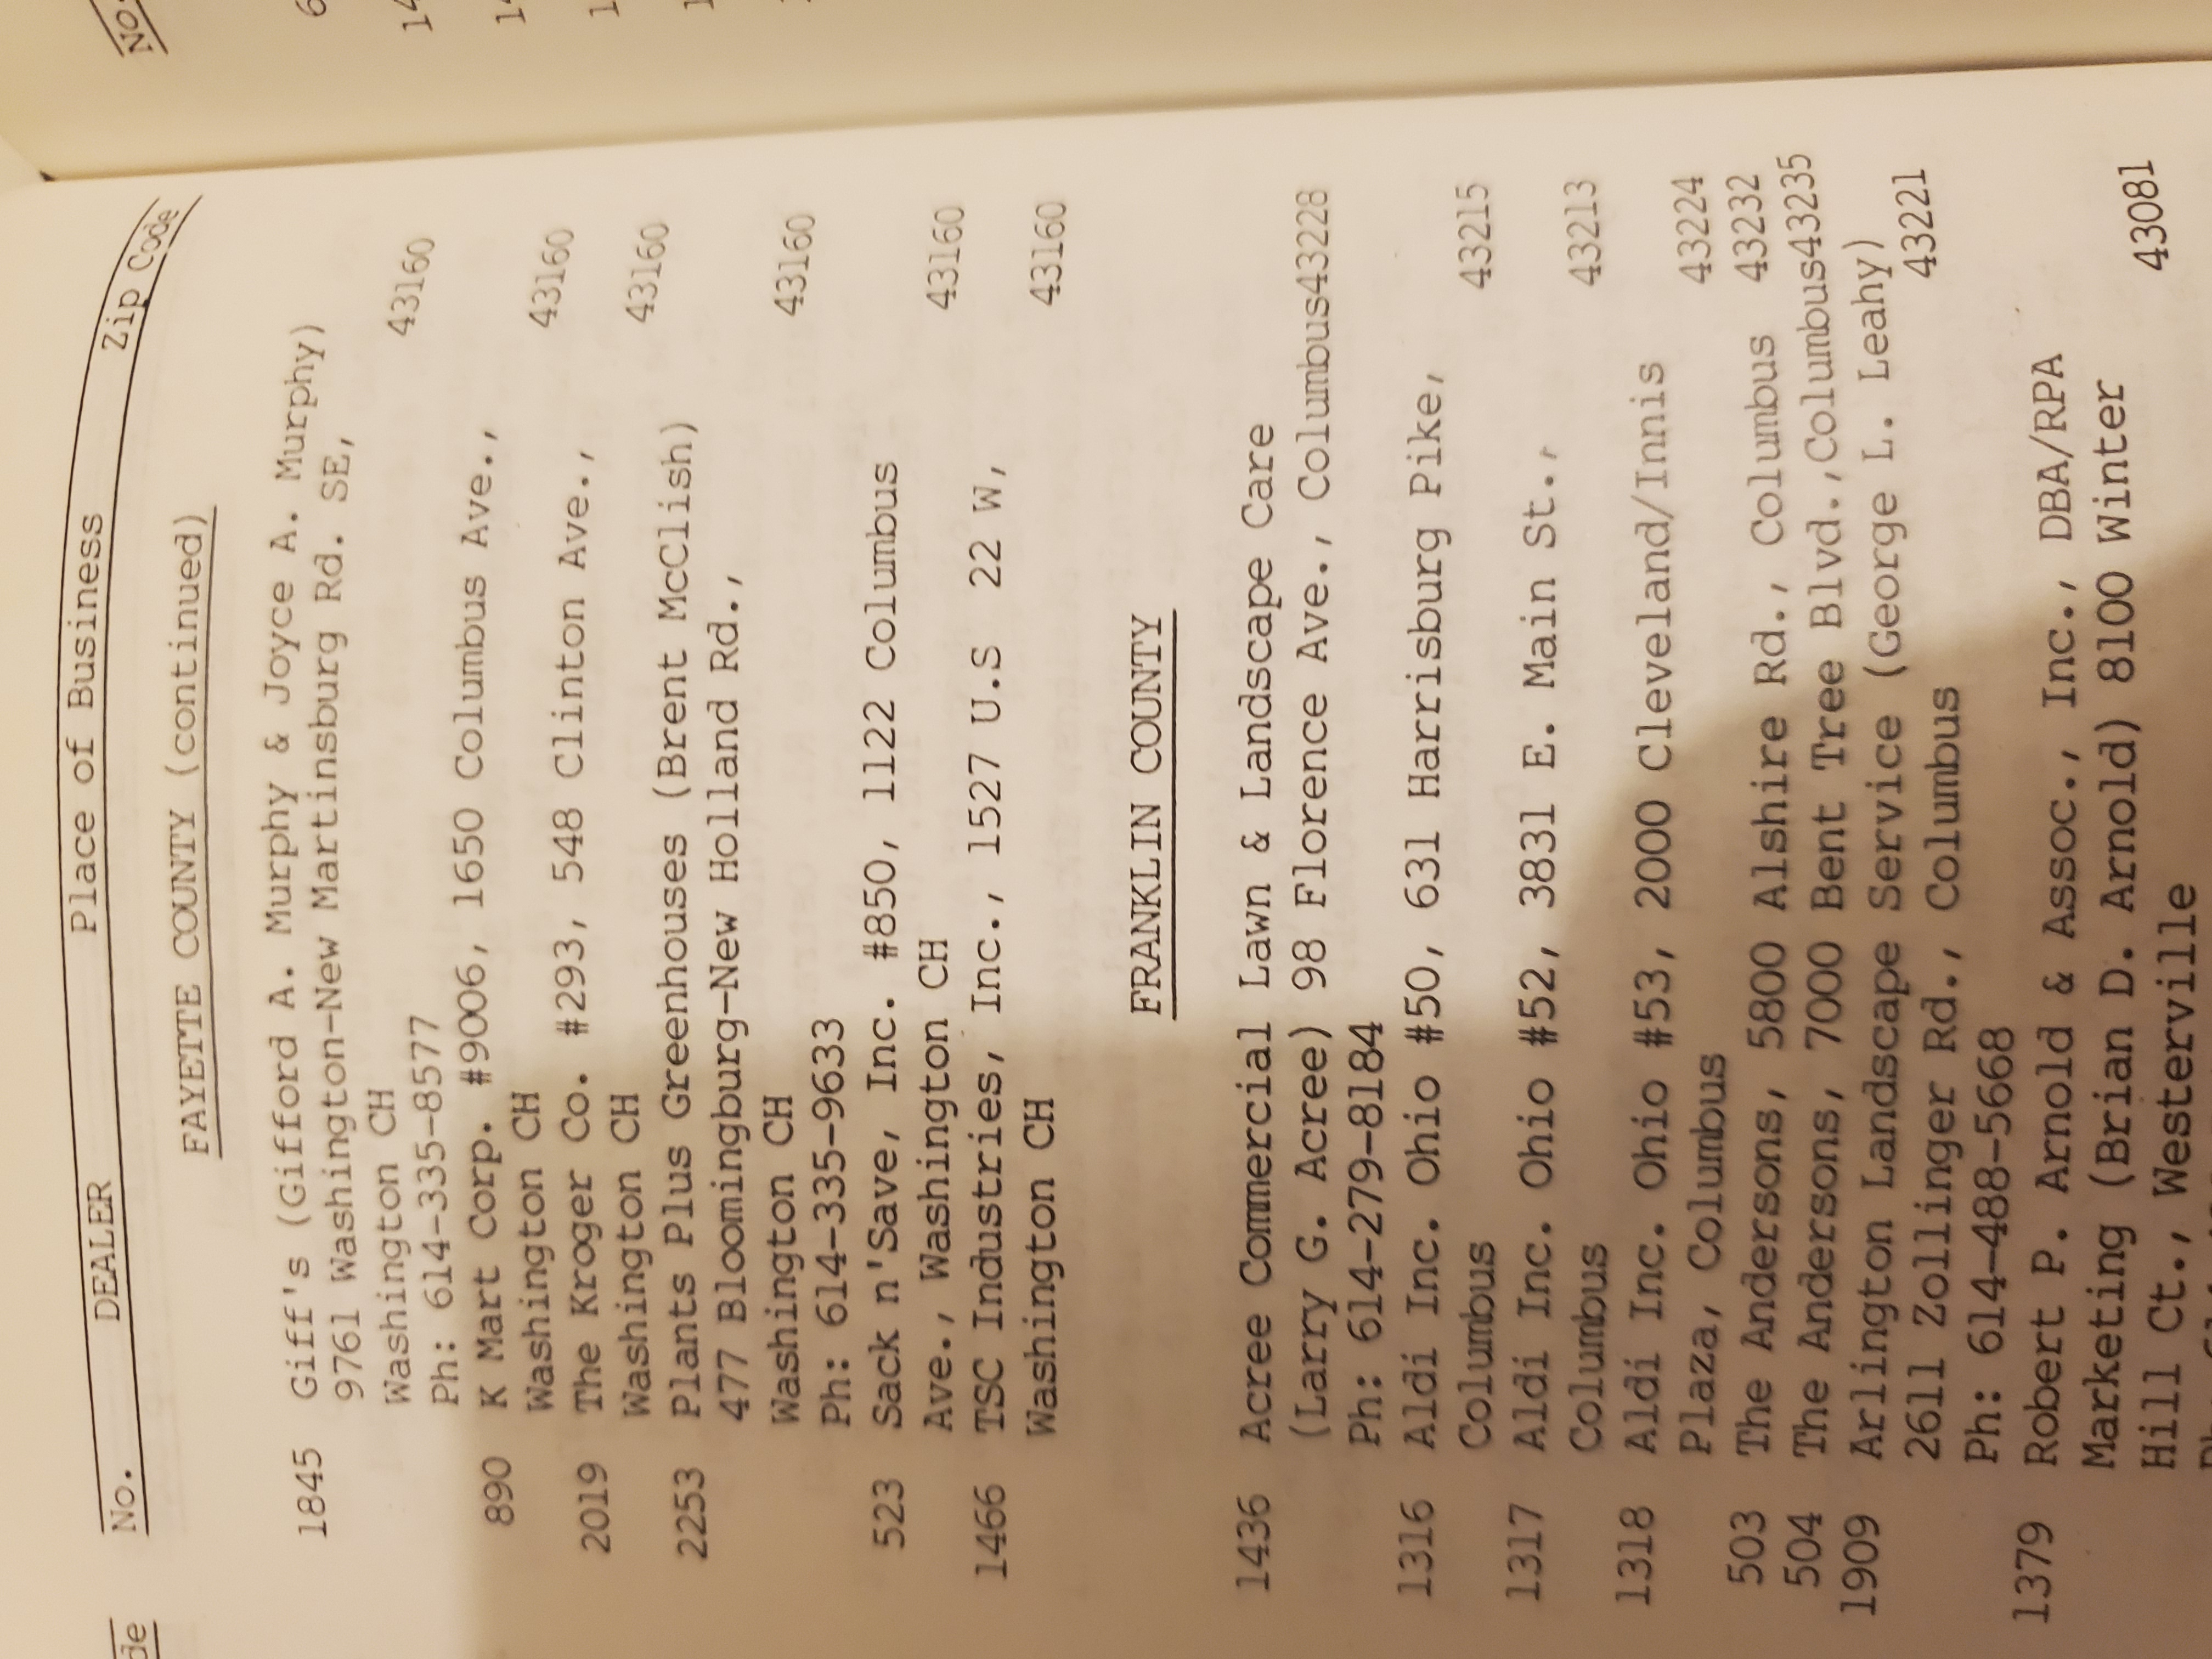 No. DEALER Place of Business Zip Code
FAYETTE COUNTY (continued)
1845 Giff's (Gifford A. Murphy & Joyce A. Murphy)
9761 Washington-New Martinsburg Rd. SE,
Washington CH 43160
Ph: 614-335-8577
890 K Mart Corp. #9006, 1650 Columbus Ave.,
Washington CH 43160
2019 The Kroger Co. #293, 548 Clinton Ave.,
Washington CH 43160
2253 Plants Plus Greenhouses (Brent McClish)
477 Bloomingburg-New Holland Rd.,
Washington CH 43160
Ph: 614-335-9633
523 Sack n'Save, Inc. #850, 1122 Columbus
Ave., Washington CH 43160
1466 TSC Industries, Inc., 1527 U.S 22 W,
Washington CH 43160
FRANKLIN COUNTY
1436 Acree Commercial Lawn & Landscape Care
(Larry G. Acree) 98 Florence Ave., Columbus43228
Ph: 614-279-8184
1316 Aldi Inc. Ohio #50, 631 Harrisburg Pike,
Columbus 43215
1317 Aldi Inc. Ohio #52, 3831 E. Main St.,
Columbus 43213
1318 Aldi Inc. Ohio #53, 2000 Cleveland/Innis
Plaza, Columbus 43224
503 The Andersons, 5800 Alshire Rd., Columbus 43232
504 The Andersons, 7000 Bent Tree Blvd.,Columbus43235
1909 Arlington Landscape Service (George L. Leahy)
2611 Zollinger Rd., Columbus 43221
Ph: 614-488-5668
1379 Robert P. Arnold & Assoc., Inc., DBA/RPA
Marketing (Brian D. Arnold) 8100 Winter
Hill Ct., Westerville 43081
No.